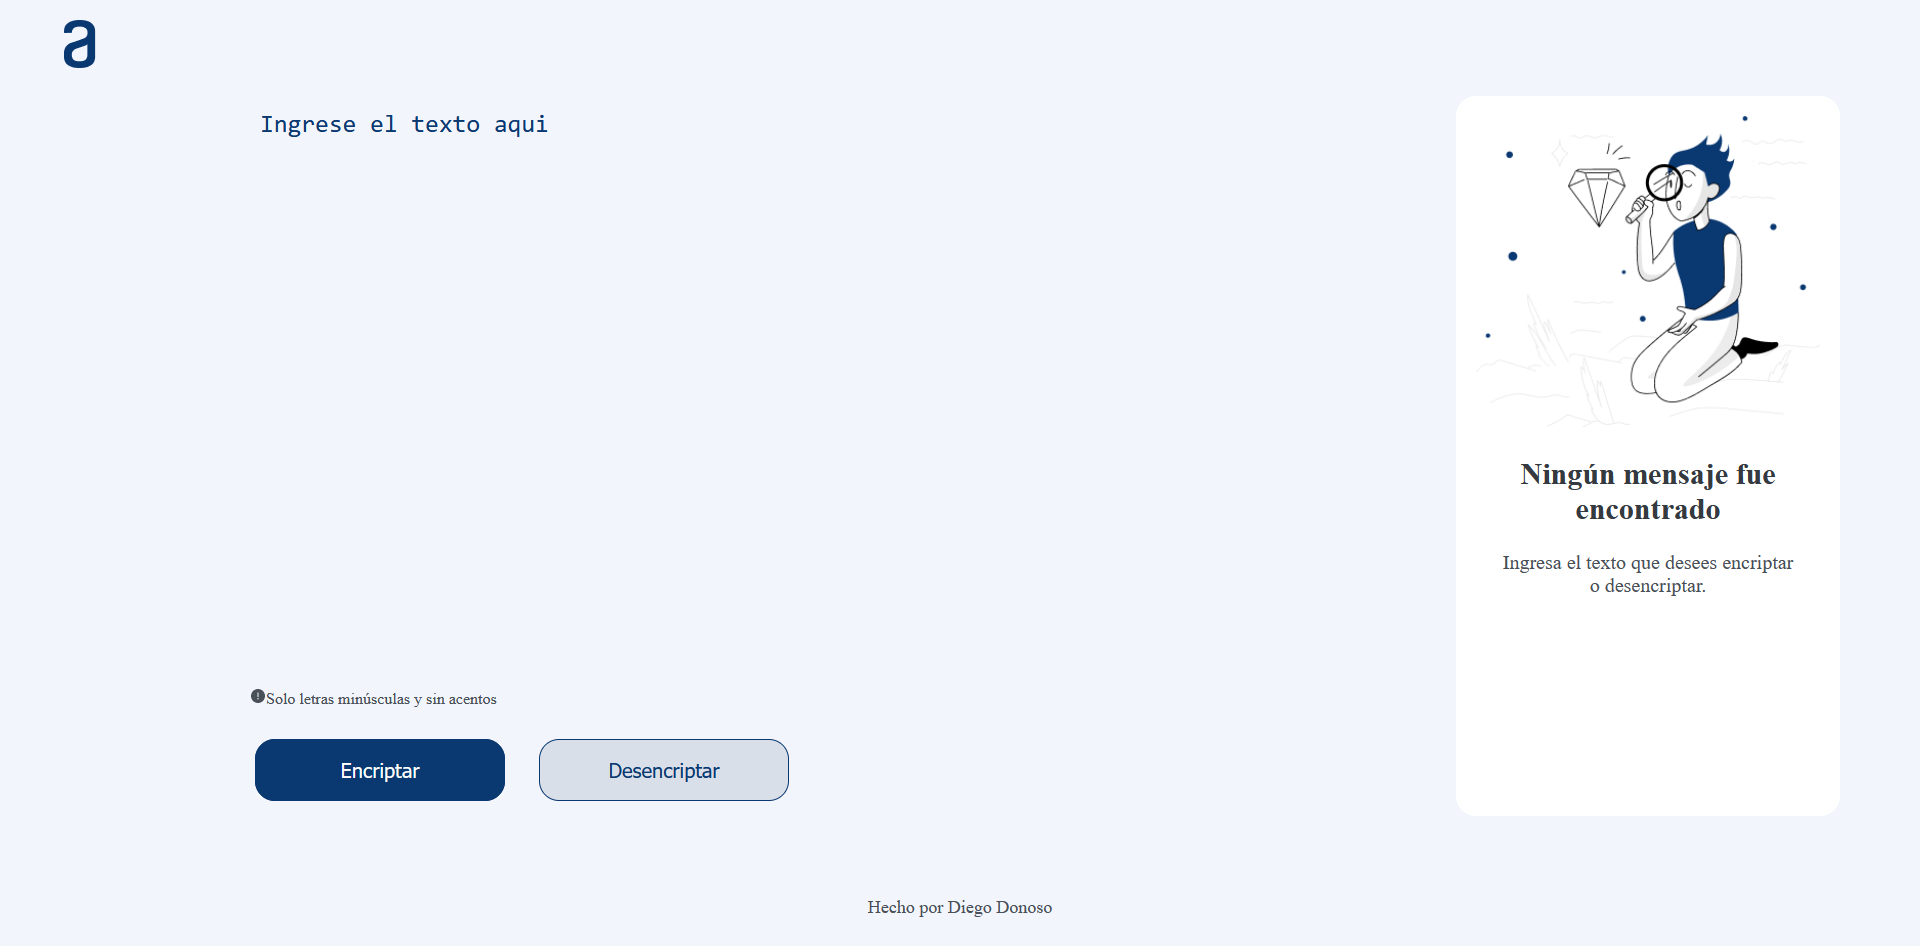 a
Ingrese el texto aqui
Ningún mensaje fue
encontrado
Ingresa el texto que desees encriptar
o desencriptar.
Solo letras minúsculas y sin acentos
Encriptar
Desencriptar
Hecho por Diego Donoso